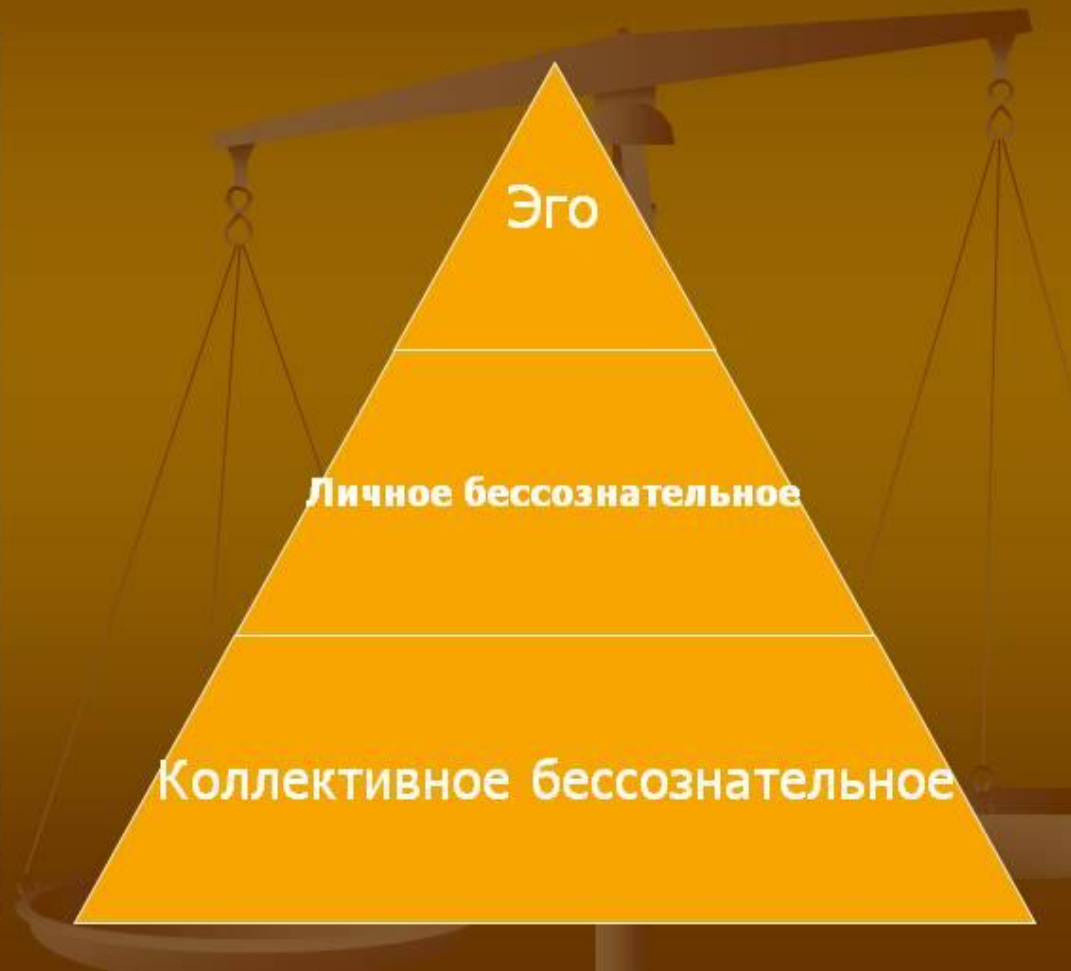 Эго
Личное бессознательное
Коллективное бессознательное